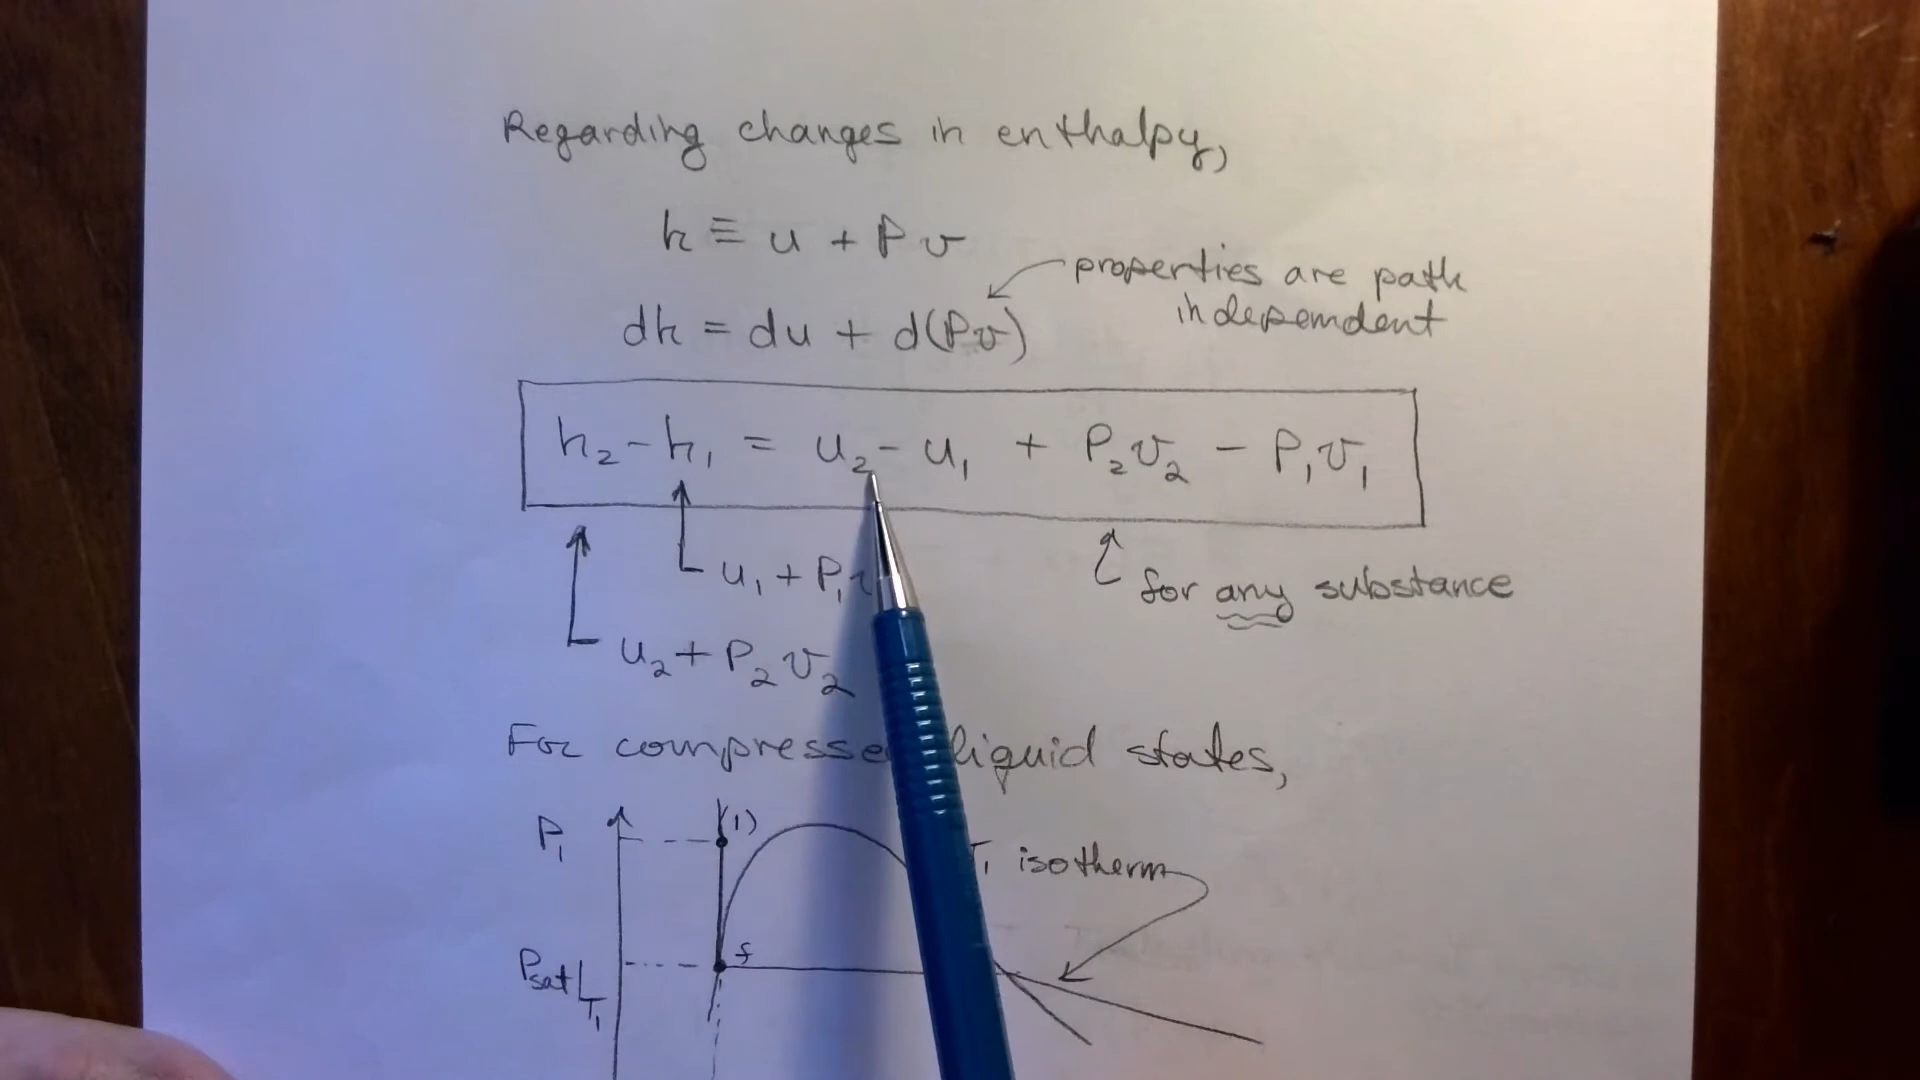 Regarding changes in enthalpy,
h ≡ u + Pv
properties are path
independent
dh = du + d(Pv)
h₂ - h₁ = u₂ - u₁ + P₂v₂ - P₁v₁
u₁ + P₁
for any substance
u₂ + P₂v₂
For liquid states,
P₁
(1)
isotherm
f
Psat|T₁